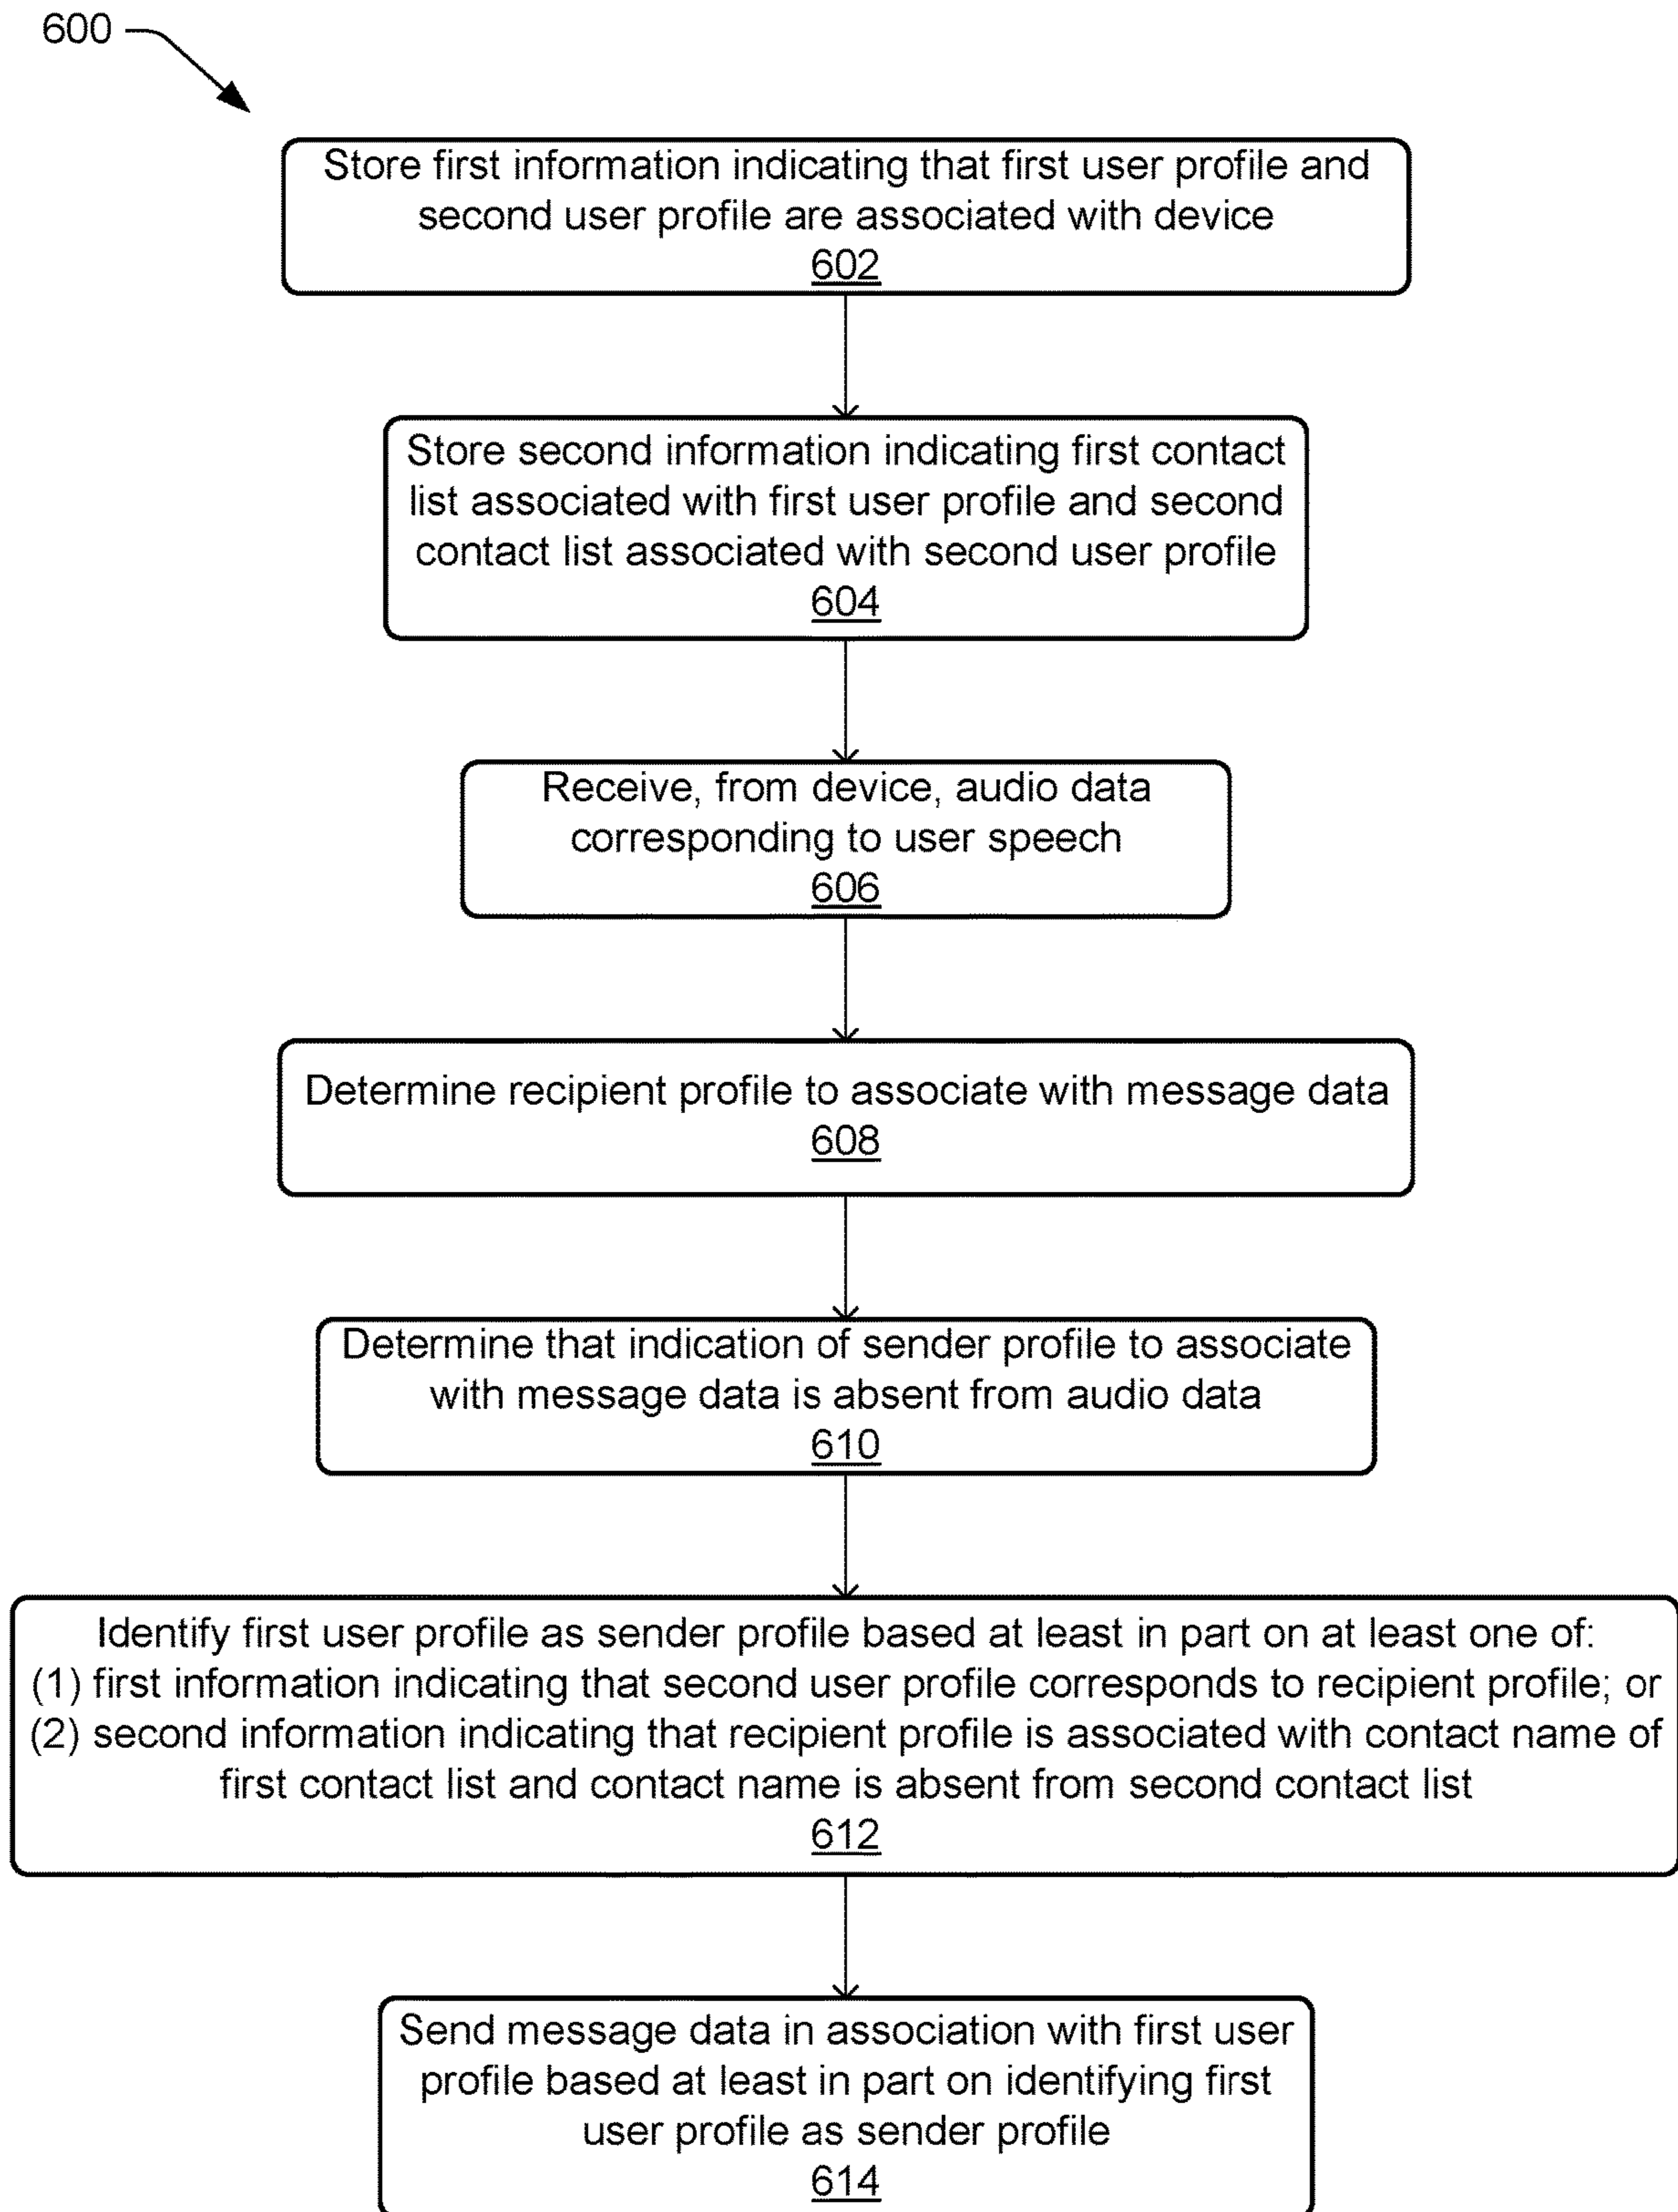 600
Store first information indicating that first user profile and
second user profile are associated with device
602
Store second information indicating first contact
list associated with first user profile and second
contact list associated with second user profile
604
Receive, from device, audio data
corresponding to user speech
606
Determine recipient profile to associate with message data
608
Determine that indication of sender profile to associate
with message data is absent from audio data
610
Identify first user profile as sender profile based at least in part on at least one of:
(1) first information indicating that second user profile corresponds to recipient profile; or
(2) second information indicating that recipient profile is associated with contact name of
first contact list and contact name is absent from second contact list
612
Send message data in association with first user
profile based at least in part on identifying first
user profile as sender profile
614